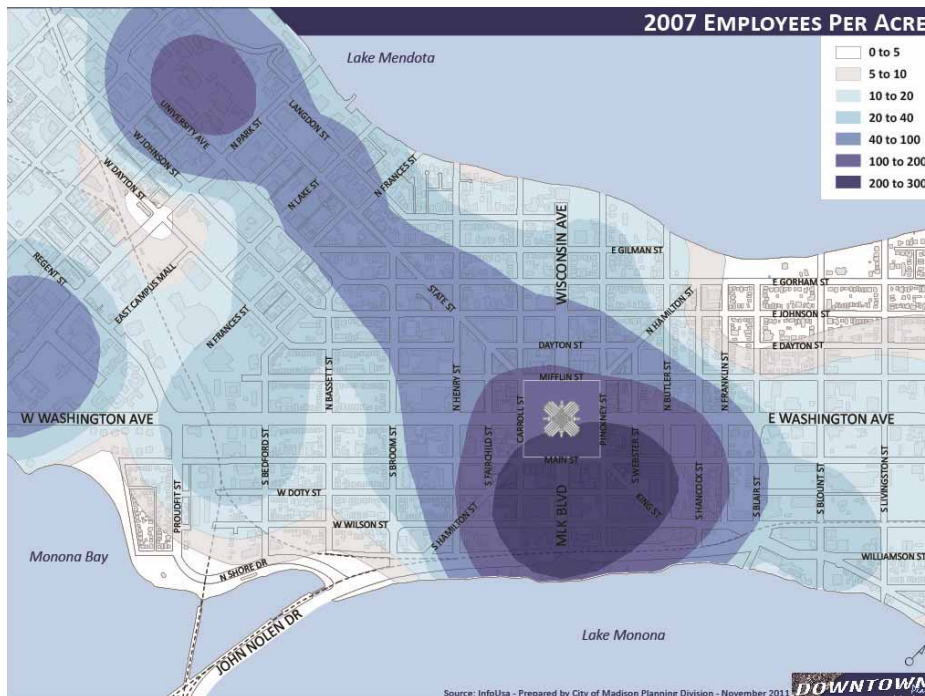 2007 EMPLOYEES PER ACRE
Lake Mendota
0 to 5
5 to 10
10 to 20
20 to 40
40 to 100
100 to 200
200 to 300
UNIVERSITY AVE
N PARK ST
LANGDON ST
W JOHNSON ST
W DAYTON ST
N LAKE ST
N FRANCES ST
WISCONSIN AVE
E GILMAN ST
REGENT ST
EAST CAMPUS MALL
N FRANCES ST
STATE ST
N HAMILTON ST
E GORHAM ST
E JOHNSON ST
E DAYTON ST
DAYTON ST
MIFFLIN ST
N BASSETT ST
N HENRY ST
CARROLL ST
PINCKNEY ST
N BUTLER ST
N FRANKLIN ST
W WASHINGTON AVE
E WASHINGTON AVE
S BEDFORD ST
S BROOM ST
S FAIRCHILD ST
MAIN ST
S WEBSTER ST
PROUDFIT ST
W DOTY ST
MLK BLVD
KING ST
S HANCOCK ST
S BLAIR ST
S BLOUNT ST
S LIVINGSTON ST
W WILSON ST
S HAMILTON ST
WILLIAMSON ST
Monona Bay
N SHORE DR
JOHN NOLEN DR
Lake Monona
Source: InfoUsa - Prepared by City of Madison Planning Division - November 2011
DOWNTOWN